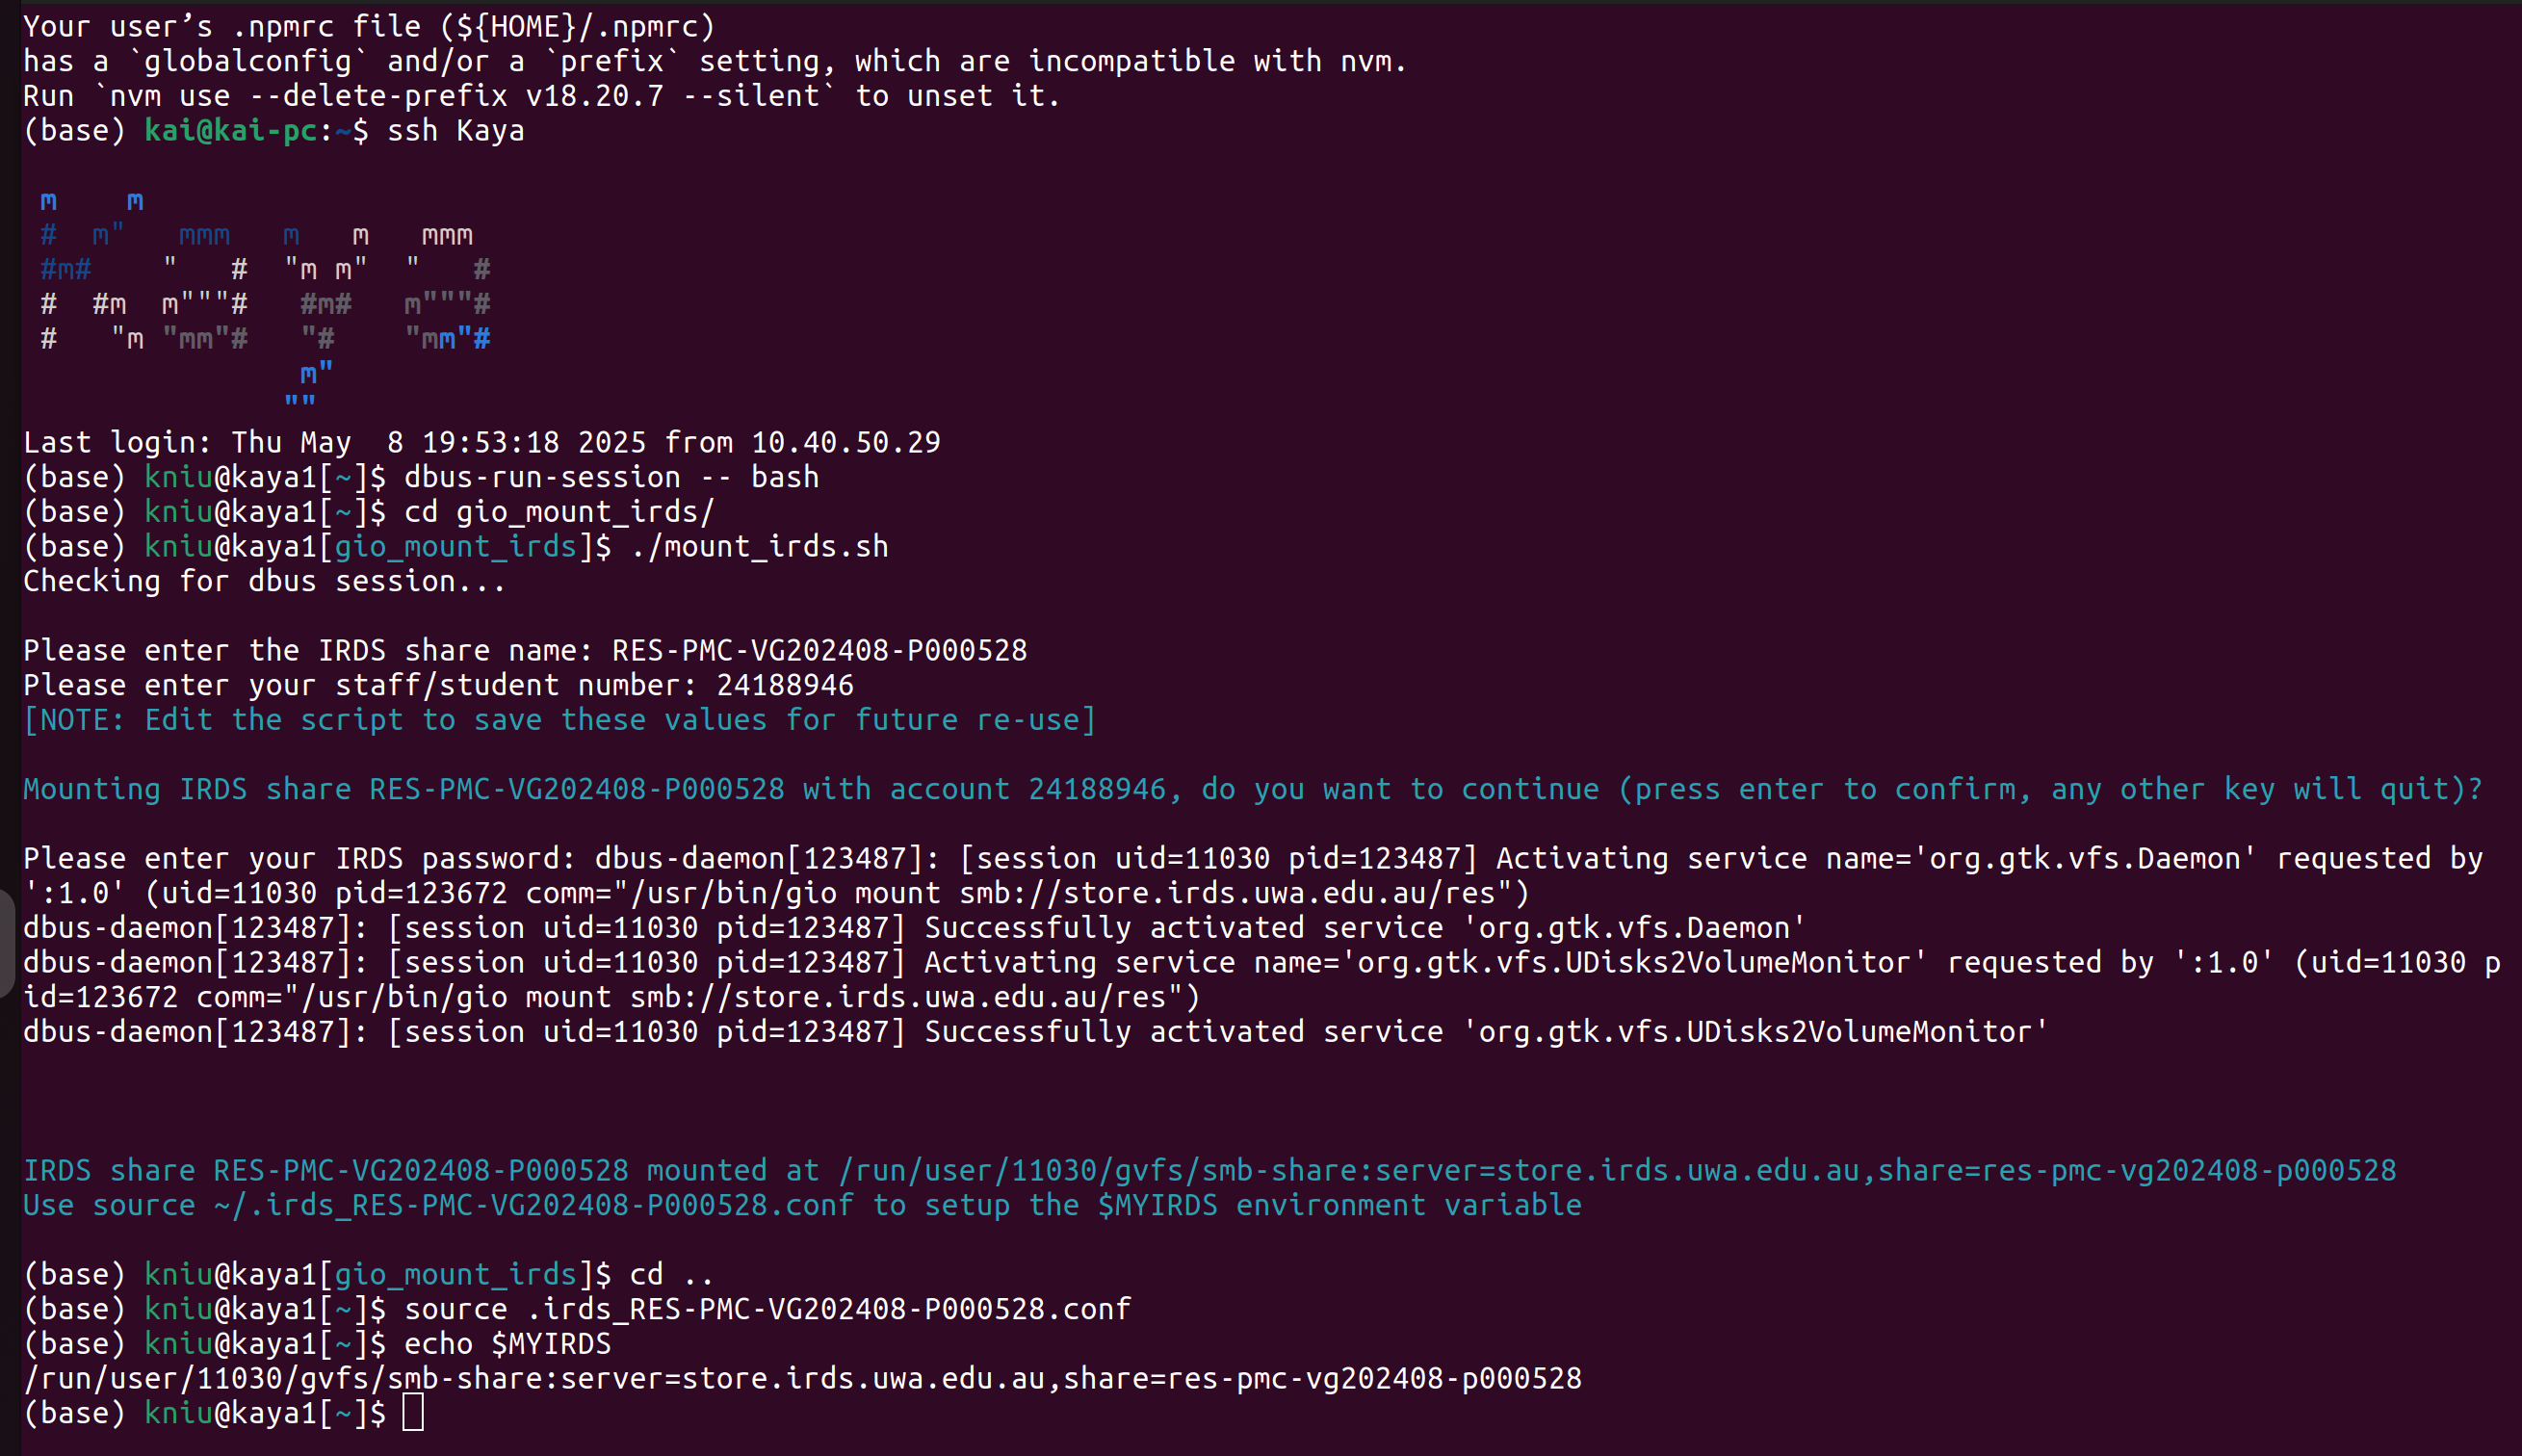 Your user’s .npmrc file (${HOME}/.npmrc)
has a `globalconfig` and/or a `prefix` setting, which are incompatible with nvm.
Run `nvm use --delete-prefix v18.20.7 --silent` to unset it.
(base) kai@kai-pc:~$ ssh Kaya

 m    m
 #  m"   mmm   m   m   mmm
 #m#    "   #  "m m"  "   #
 #  #m  m"""#   #m#   m"""#
 #   "m "mm"#   "#    "mm"#
                m"
               ""
Last login: Thu May  8 19:53:18 2025 from 10.40.50.29
(base) kniu@kaya1[~]$ dbus-run-session -- bash
(base) kniu@kaya1[~]$ cd gio_mount_irds/
(base) kniu@kaya1[gio_mount_irds]$ ./mount_irds.sh
Checking for dbus session...

Please enter the IRDS share name: RES-PMC-VG202408-P000528
Please enter your staff/student number: 24188946
[NOTE: Edit the script to save these values for future re-use]

Mounting IRDS share RES-PMC-VG202408-P000528 with account 24188946, do you want to continue (press enter to confirm, any other key will quit)?

Please enter your IRDS password: dbus-daemon[123487]: [session uid=11030 pid=123487] Activating service name='org.gtk.vfs.Daemon' requested by
':1.0' (uid=11030 pid=123672 comm="/usr/bin/gio mount smb://store.irds.uwa.edu.au/res")
dbus-daemon[123487]: [session uid=11030 pid=123487] Successfully activated service 'org.gtk.vfs.Daemon'
dbus-daemon[123487]: [session uid=11030 pid=123487] Activating service name='org.gtk.vfs.UDisks2VolumeMonitor' requested by ':1.0' (uid=11030 p
id=123672 comm="/usr/bin/gio mount smb://store.irds.uwa.edu.au/res")
dbus-daemon[123487]: [session uid=11030 pid=123487] Successfully activated service 'org.gtk.vfs.UDisks2VolumeMonitor'

IRDS share RES-PMC-VG202408-P000528 mounted at /run/user/11030/gvfs/smb-share:server=store.irds.uwa.edu.au,share=res-pmc-vg202408-p000528
Use source ~/.irds_RES-PMC-VG202408-P000528.conf to setup the $MYIRDS environment variable

(base) kniu@kaya1[gio_mount_irds]$ cd ..
(base) kniu@kaya1[~]$ source .irds_RES-PMC-VG202408-P000528.conf
(base) kniu@kaya1[~]$ echo $MYIRDS
/run/user/11030/gvfs/smb-share:server=store.irds.uwa.edu.au,share=res-pmc-vg202408-p000528
(base) kniu@kaya1[~]$